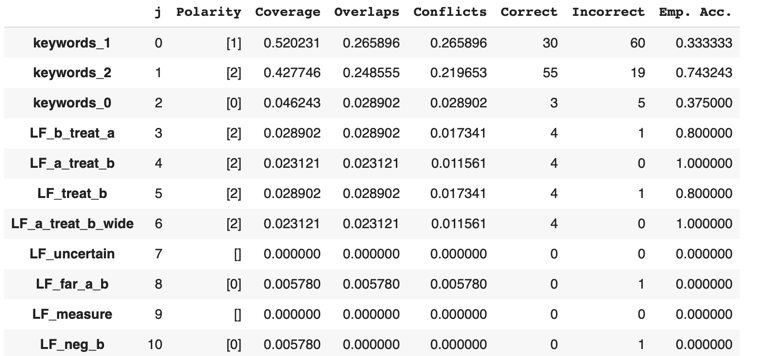 j Polarity Coverage Overlaps Conflicts Correct Incorrect Emp. Acc.
keywords_1 0 [1] 0.520231 0.265896 0.265896 30 60 0.333333
keywords_2 1 [2] 0.427746 0.248555 0.219653 55 19 0.743243
keywords_0 2 [0] 0.046243 0.028902 0.028902 3 5 0.375000
LF_b_treat_a 3 [2] 0.028902 0.028902 0.017341 4 1 0.800000
LF_a_treat_b 4 [2] 0.023121 0.023121 0.011561 4 0 1.000000
LF_treat_b 5 [2] 0.028902 0.028902 0.017341 4 1 0.800000
LF_a_treat_b_wide 6 [2] 0.023121 0.023121 0.011561 4 0 1.000000
LF_uncertain 7 [] 0.000000 0.000000 0.000000 0 0 0.000000
LF_far_a_b 8 [0] 0.005780 0.005780 0.005780 0 1 0.000000
LF_measure 9 [] 0.000000 0.000000 0.000000 0 0 0.000000
LF_neg_b 10 [0] 0.005780 0.000000 0.000000 0 1 0.000000